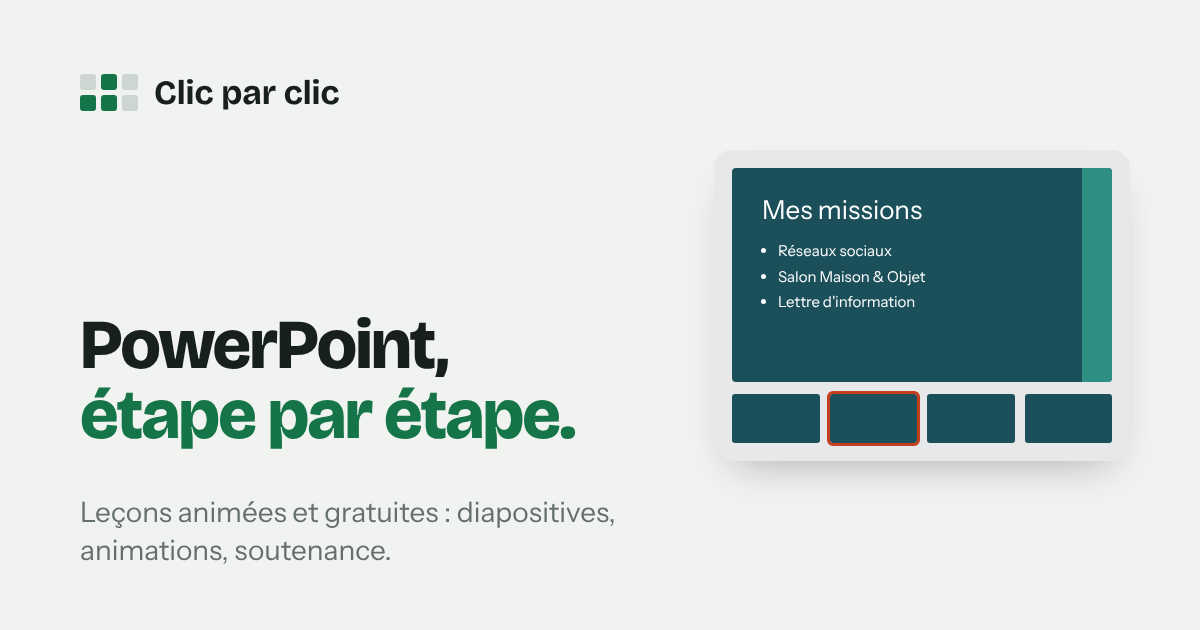 Clic par clic
PowerPoint,
étape par étape.
Leçons animées et gratuites : diapositives,
animations, soutenance.
Mes missions
Réseaux sociaux
Salon Maison & Objet
Lettre d'information